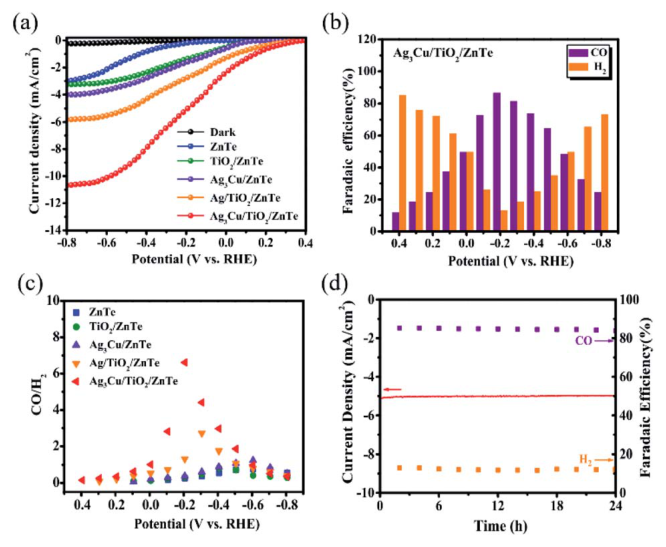 (a)
Current density (mA/cm²)
0
-2
-4
-6
-8
-10
-12
-14
Dark
ZnTe
TiO₂/ZnTe
Ag₃Cu/ZnTe
Ag/TiO₂/ZnTe
Ag₃Cu/TiO₂/ZnTe
-0.8 -0.6 -0.4 -0.2 0.0 0.2 0.4
Potential (V vs. RHE)
(b)
Faradaic efficiency(%)
100
80
60
40
20
0
Ag₃Cu/TiO₂/ZnTe
CO
H₂
0.4 0.2 0.0 -0.2 -0.4 -0.6 -0.8
Potential (V vs. RHE)
(c)
CO/H₂
10
8
6
4
2
0
ZnTe
TiO₂/ZnTe
Ag₃Cu/ZnTe
Ag/TiO₂/ZnTe
Ag₃Cu/TiO₂/ZnTe
0.4 0.2 0.0 -0.2 -0.4 -0.6 -0.8
Potential (V vs. RHE)
(d)
Current Density (mA/cm²)
0
-2
-4
-6
-8
-10
CO
H₂
100
80
60
40
20
0
Faradaic Efficiency(%)
0 6 12 18 24
Time (h)